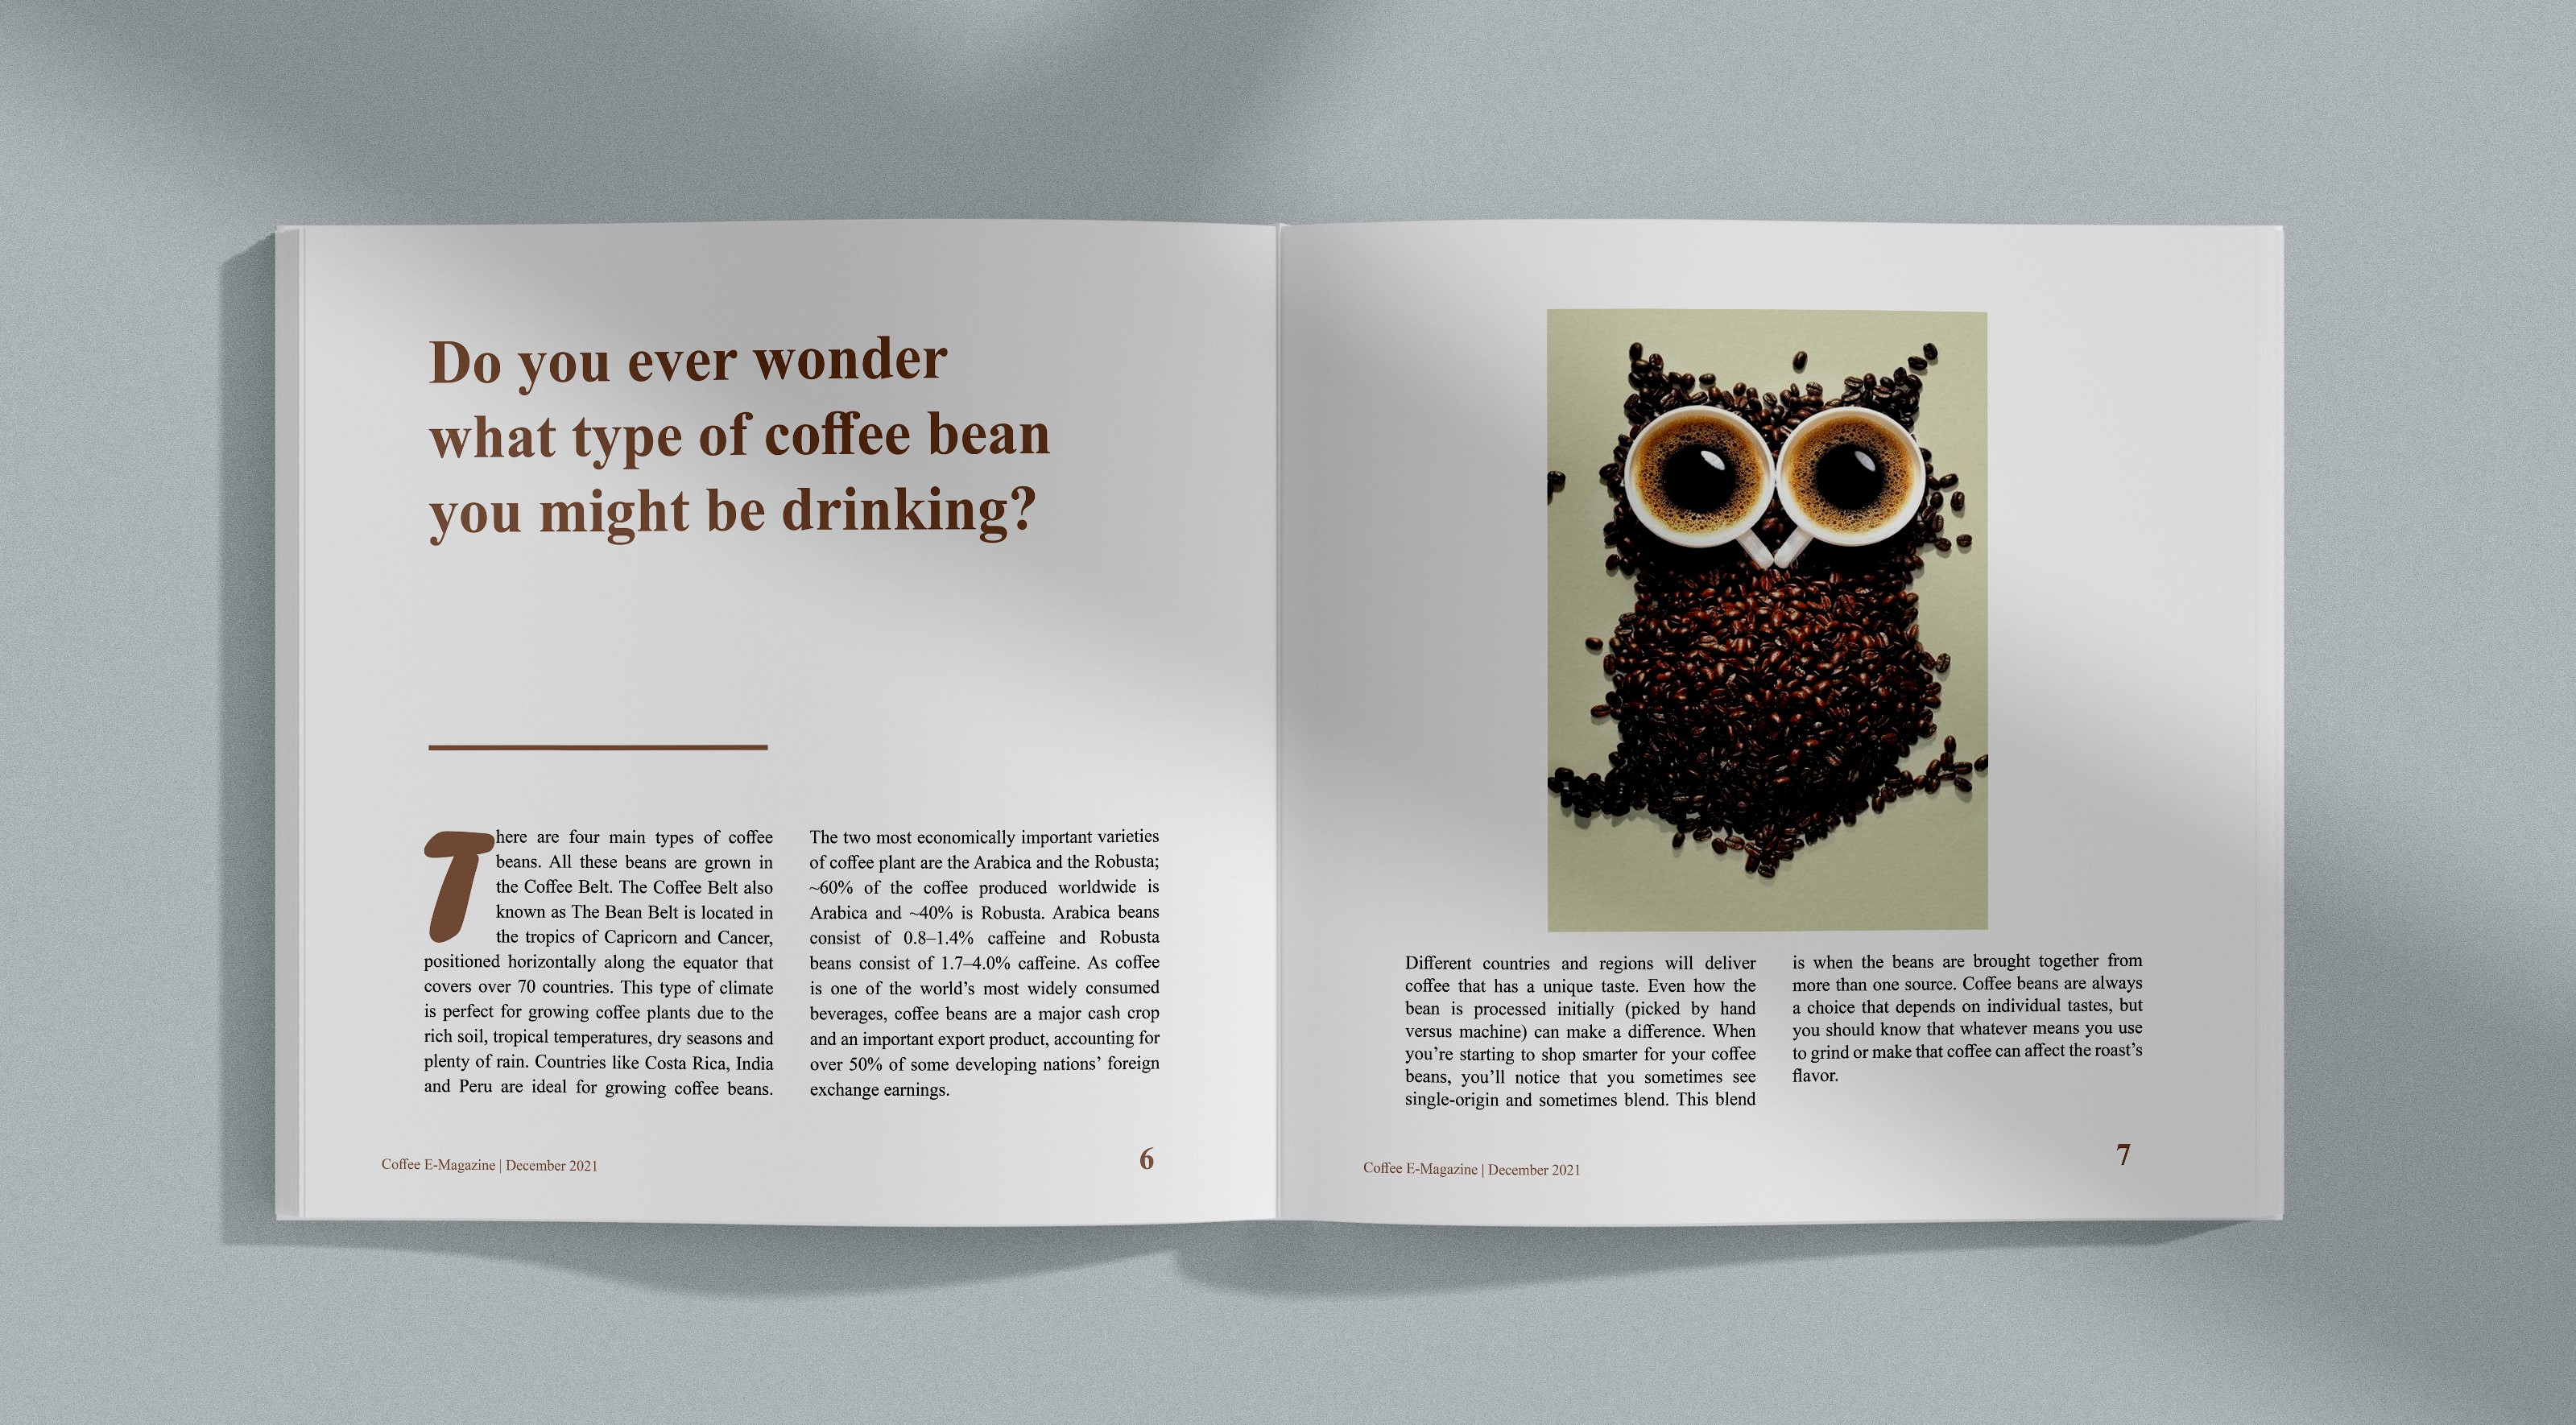 Do you ever wonder
what type of coffee bean
you might be drinking?
There are four main types of coffee
beans. All these beans are grown in
the Coffee Belt. The Coffee Belt also
known as The Bean Belt is located in
the tropics of Capricorn and Cancer,
positioned horizontally along the equator that
covers over 70 countries. This type of climate
is perfect for growing coffee plants due to the
rich soil, tropical temperatures, dry seasons and
plenty of rain. Countries like Costa Rica, India
and Peru are ideal for growing coffee beans.
The two most economically important varieties
of coffee plant are the Arabica and the Robusta;
~60% of the coffee produced worldwide is
Arabica and ~40% is Robusta. Arabica beans
consist of 0.8–1.4% caffeine and Robusta
beans consist of 1.7–4.0% caffeine. As coffee
is one of the world’s most widely consumed
beverages, coffee beans are a major cash crop
and an important export product, accounting for
over 50% of some developing nations’ foreign
exchange earnings.
Coffee E-Magazine | December 2021
6
Different countries and regions will deliver
coffee that has a unique taste. Even how the
bean is processed initially (picked by hand
versus machine) can make a difference. When
you’re starting to shop smarter for your coffee
beans, you’ll notice that you sometimes see
single-origin and sometimes blend. This blend
is when the beans are brought together from
more than one source. Coffee beans are always
a choice that depends on individual tastes, but
you should know that whatever means you use
to grind or make that coffee can affect the roast’s
flavor.
Coffee E-Magazine | December 2021
7